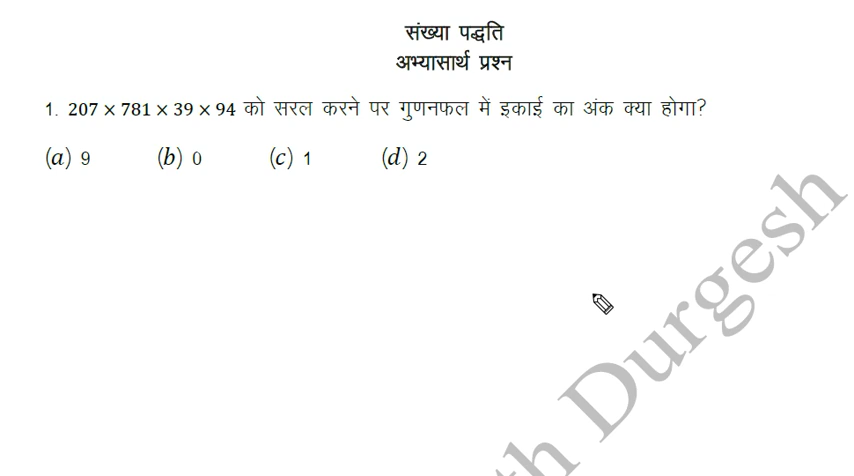 संख्या पद्धति
अभ्यासार्थ प्रश्न
1. 207 × 781 × 39 × 94 को सरल करने पर गुणनफल में इकाई का अंक क्या होगा?
(a) 9 (b) 0 (c) 1 (d) 2
Durgesh